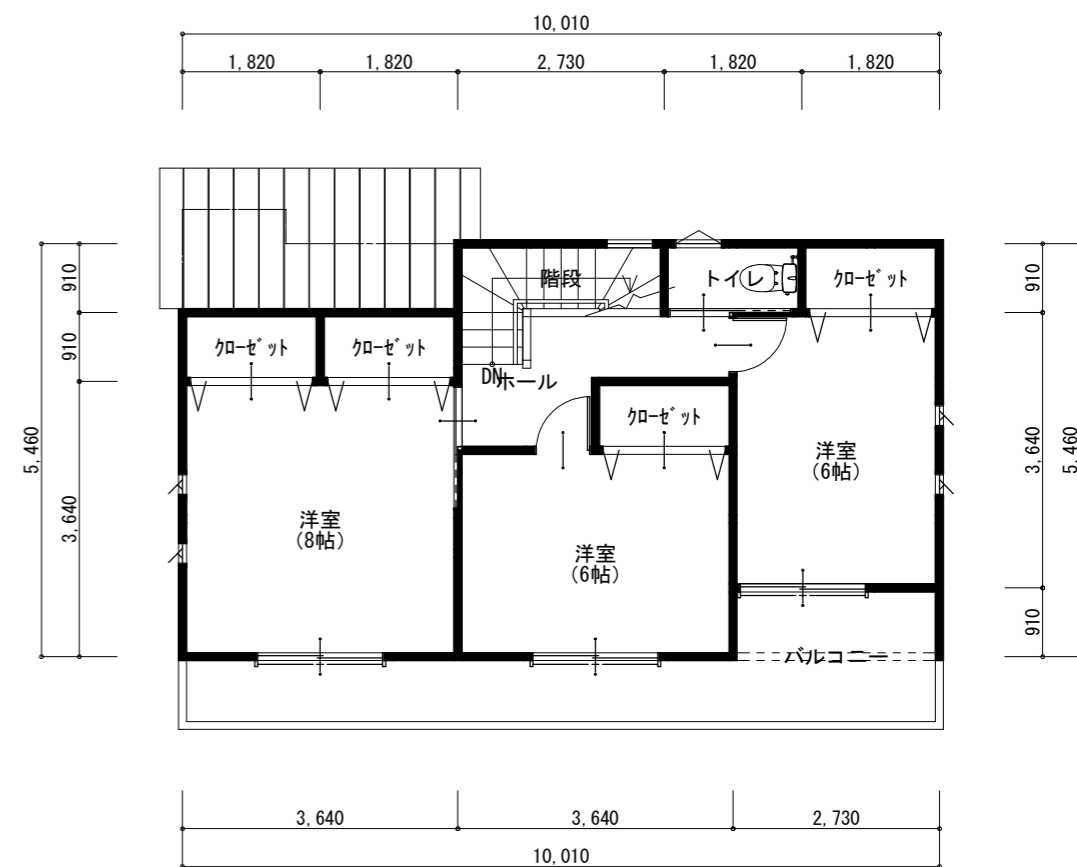 10,010
1,820
1,820
2,730
1,820
1,820
910
910
3,640
5,460
階段
トイレ
クローゼット
クローゼット
クローゼット
DN
ホール
クローゼット
洋室
(6帖)
洋室
(8帖)
洋室
(6帖)
バルコニー
910
3,640
910
5,460
3,640
3,640
2,730
10,010